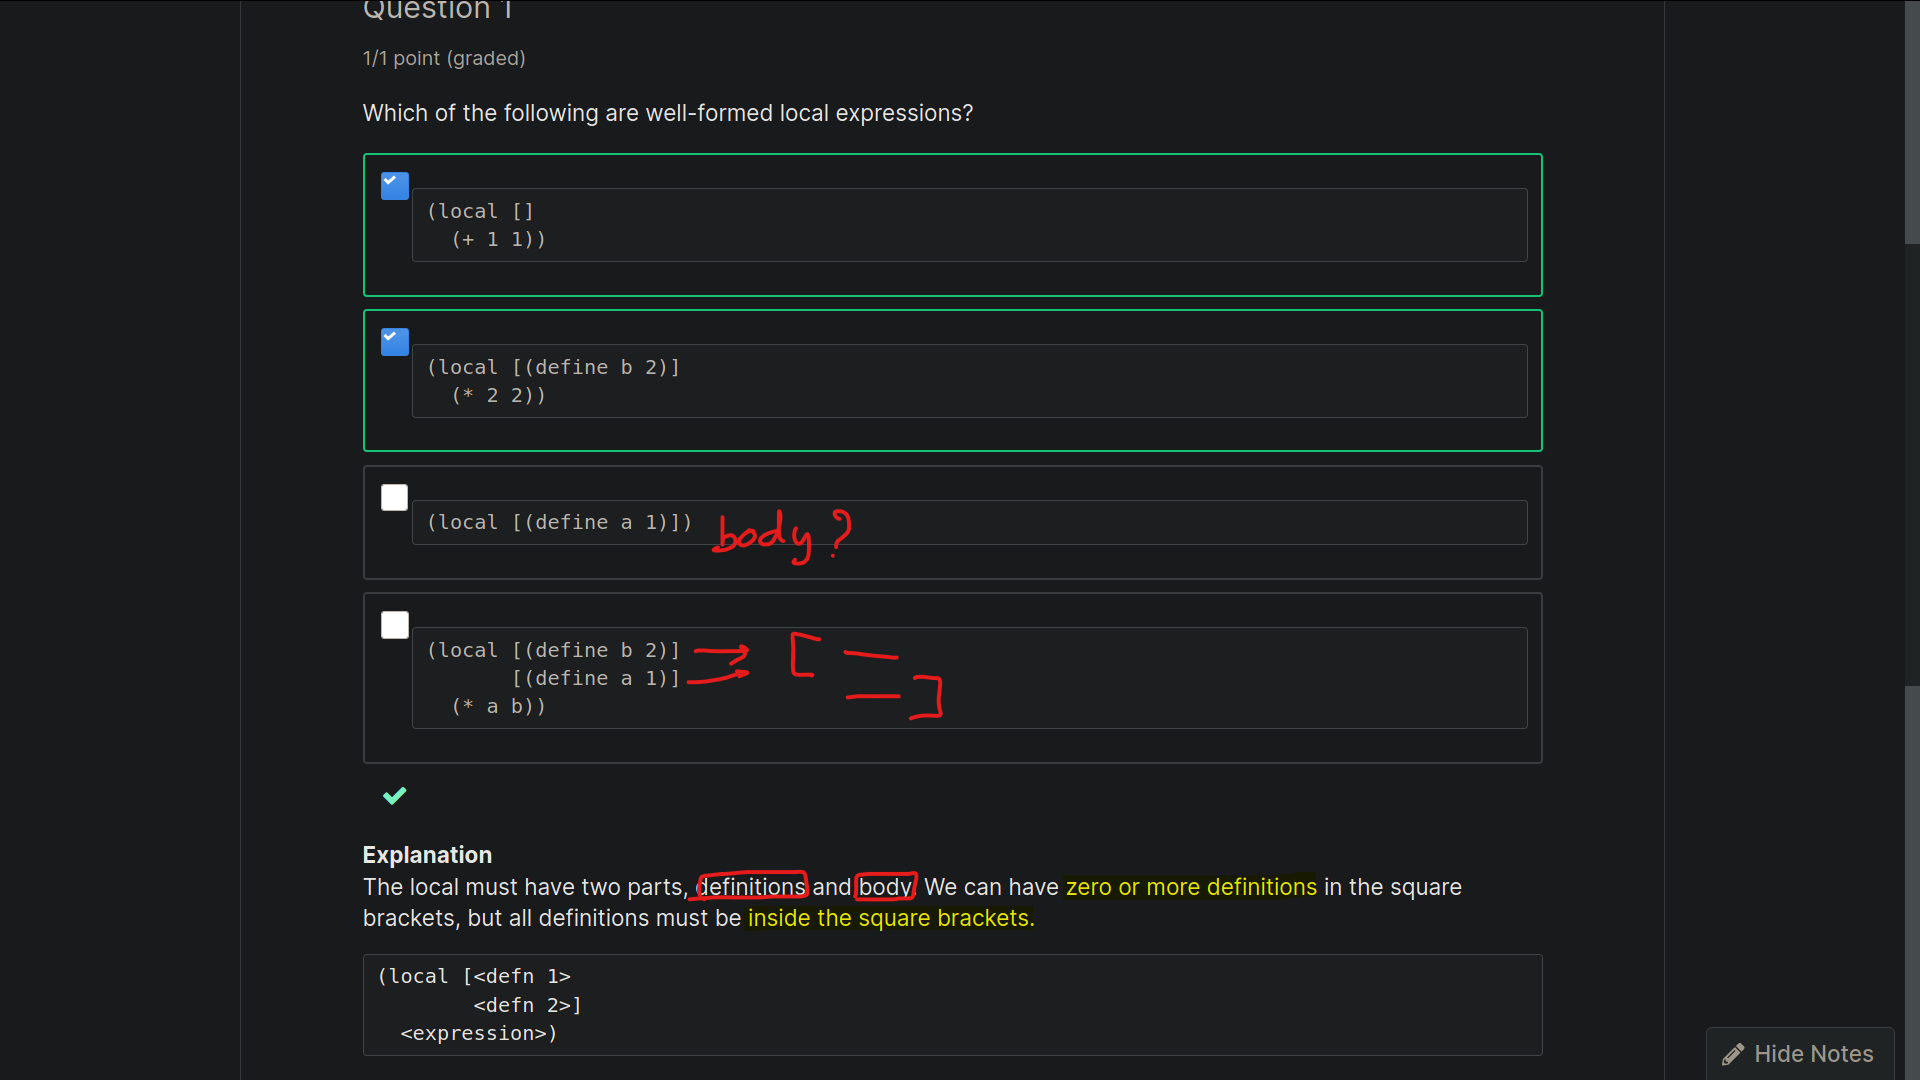 Question 1
1/1 point (graded)
Which of the following are well-formed local expressions?
(local []
  (+ 1 1))
(local [(define b 2)]
  (* 2 2))
(local [(define a 1)]) body?
(local [(define b 2)]
       [(define a 1)]
  (* a b))
Explanation
The local must have two parts, definitions and body. We can have zero or more definitions in the square
brackets, but all definitions must be inside the square brackets.
(local [<defn 1>
        <defn 2>]
  <expression>)
Hide Notes